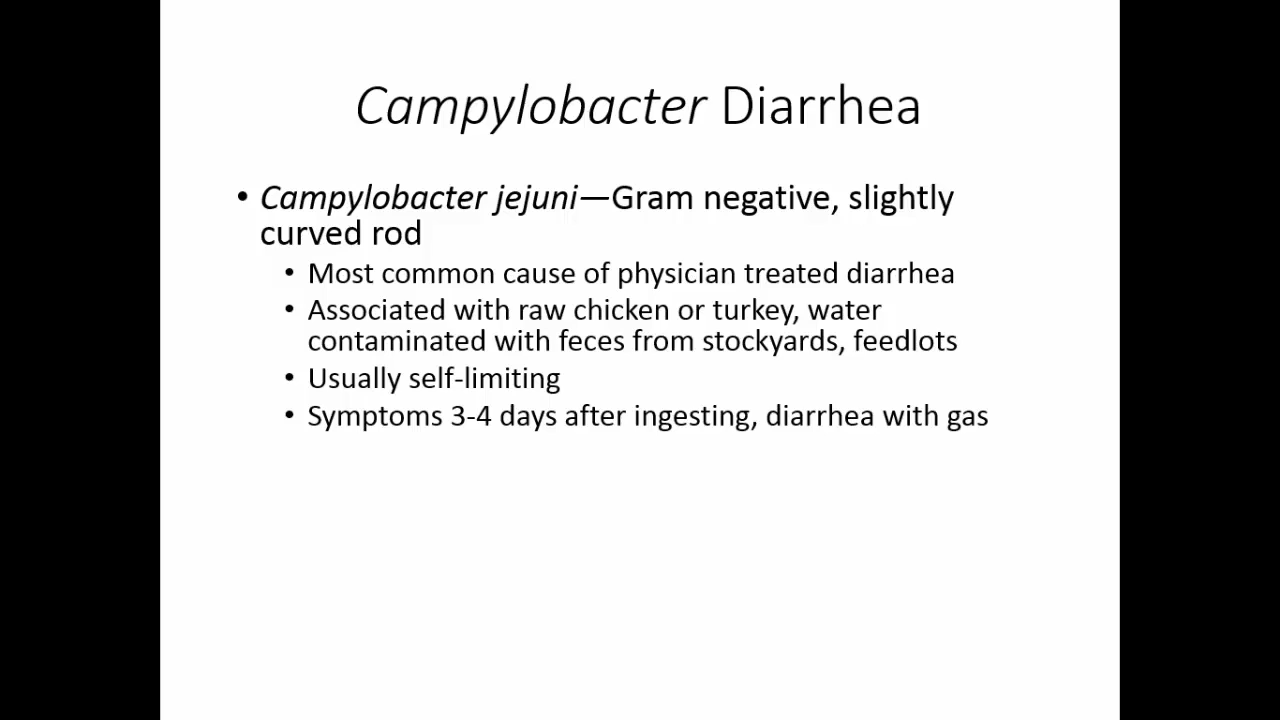 Campylobacter Diarrhea
• Campylobacter jejuni—Gram negative, slightly
curved rod
• Most common cause of physician treated diarrhea
• Associated with raw chicken or turkey, water
contaminated with feces from stockyards, feedlots
• Usually self-limiting
• Symptoms 3-4 days after ingesting, diarrhea with gas